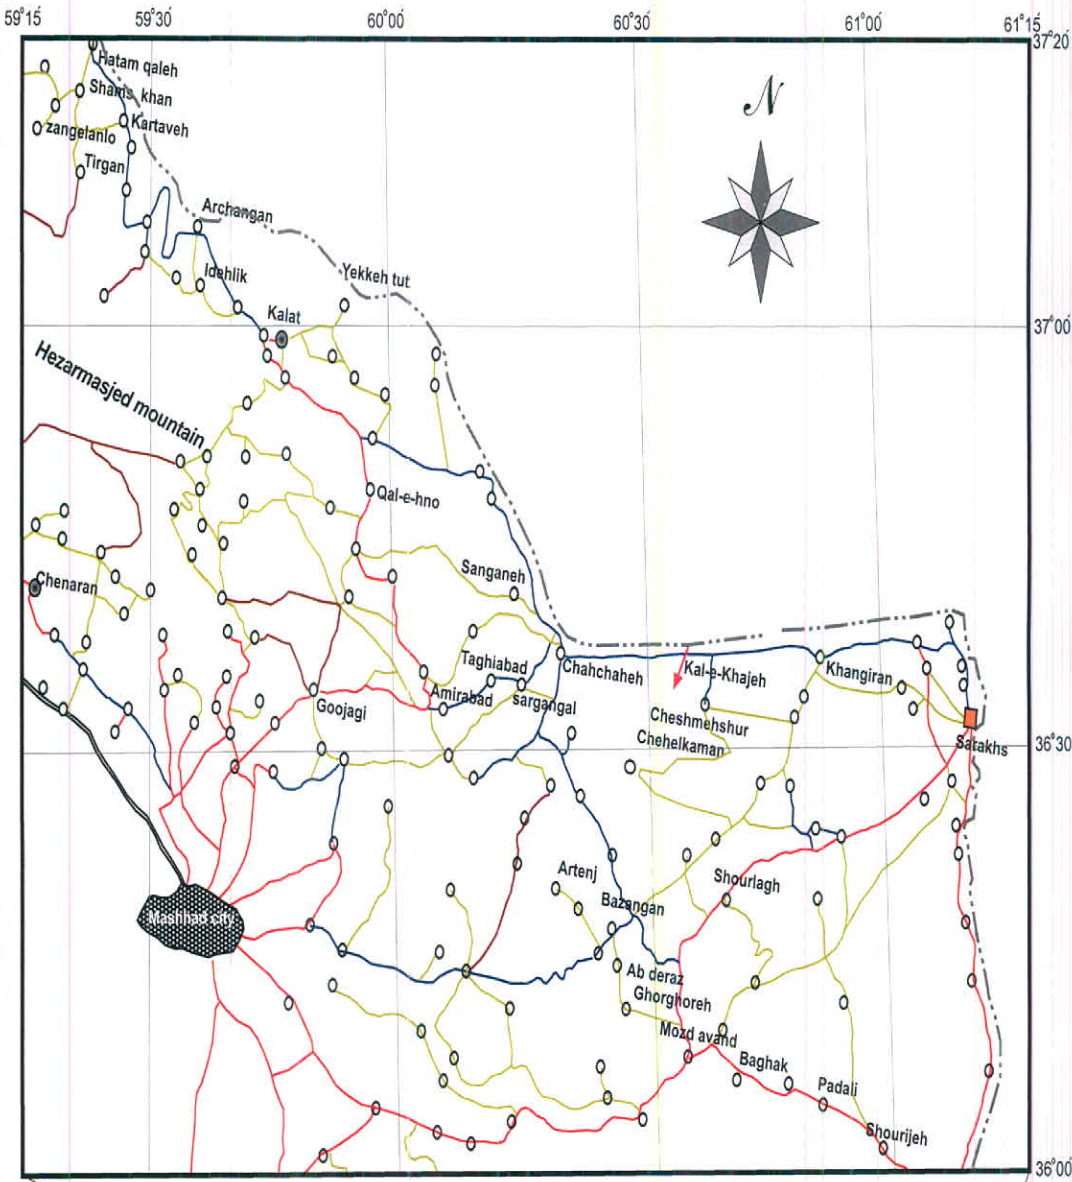 59°15'
59°30
60°00
60°30
61°00
61°15
37°20
N
Hatam qaleh
Shams khan
Kartaveh
zangelanlo
Tirgan
Archangan
Idehlik
Yekkeh tut
Kalat
37°00
Hezarmasjed mountain
Qal-e-hno
Sanganeh
Chenaran
Chahchaheh
Taghiabad
Kal-e-Khajeh
Khangiran
Amirabad
sargangal
Goojagi
Cheshmehshur
Chehelkaman
Sarakhs
36°30
Artenj
Shourlagh
Bazangan
Mashhad city
Ab deraz
Ghorghoreh
Mozd avand
Baghak
Padali
Shourijeh
36°00